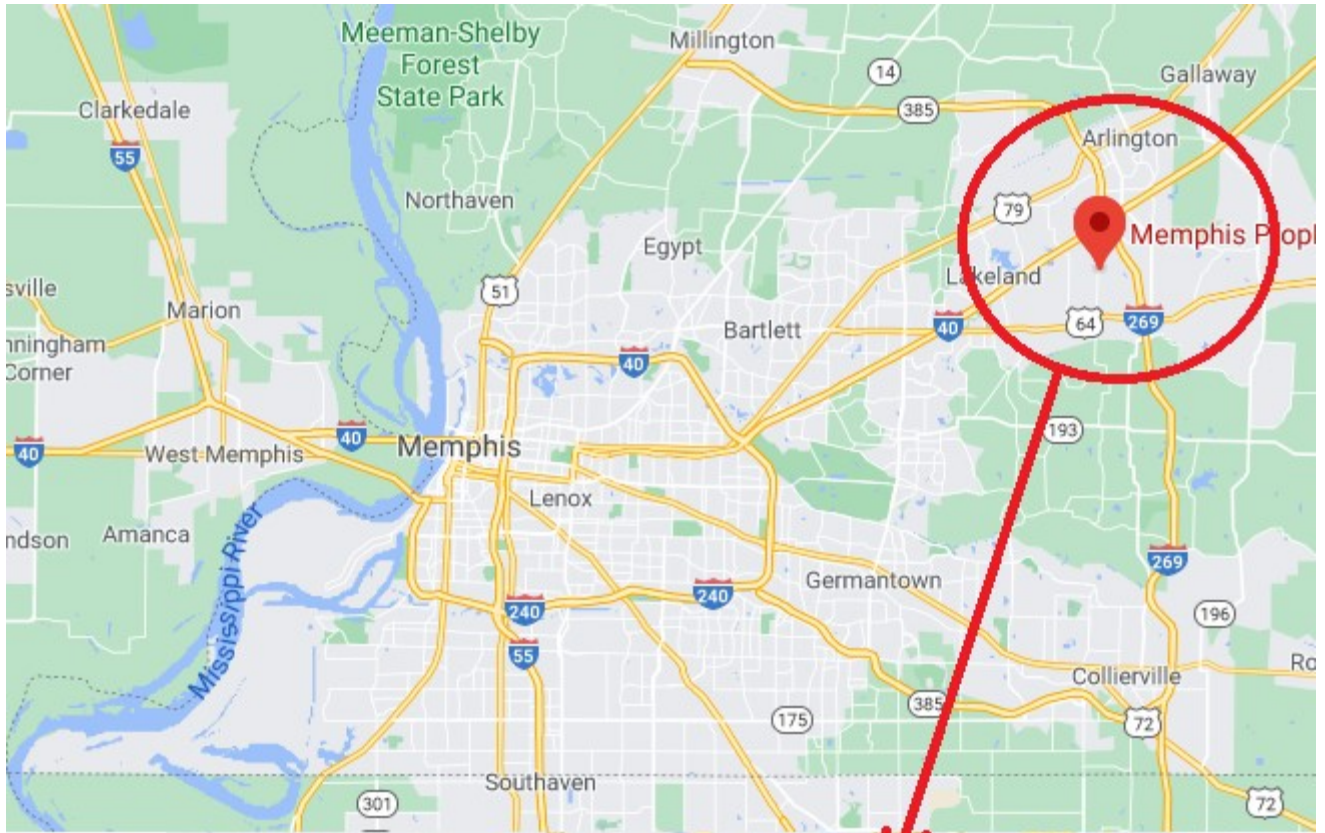 Meeman-Shelby
Forest
State Park
Millington
14
Gallaway
Clarkedale
385
55
Arlington
Northaven
79
Egypt
Memphis Peopl
Lakeland
sville
51
Marion
Bartlett
40
64
269
nningham
Corner
40
193
40
40
West Memphis
Memphis
Lenox
ndson
Amanca
Mississippi River
269
Germantown
240
240
196
55
Collierville
Ro
385
175
72
Southaven
301
72